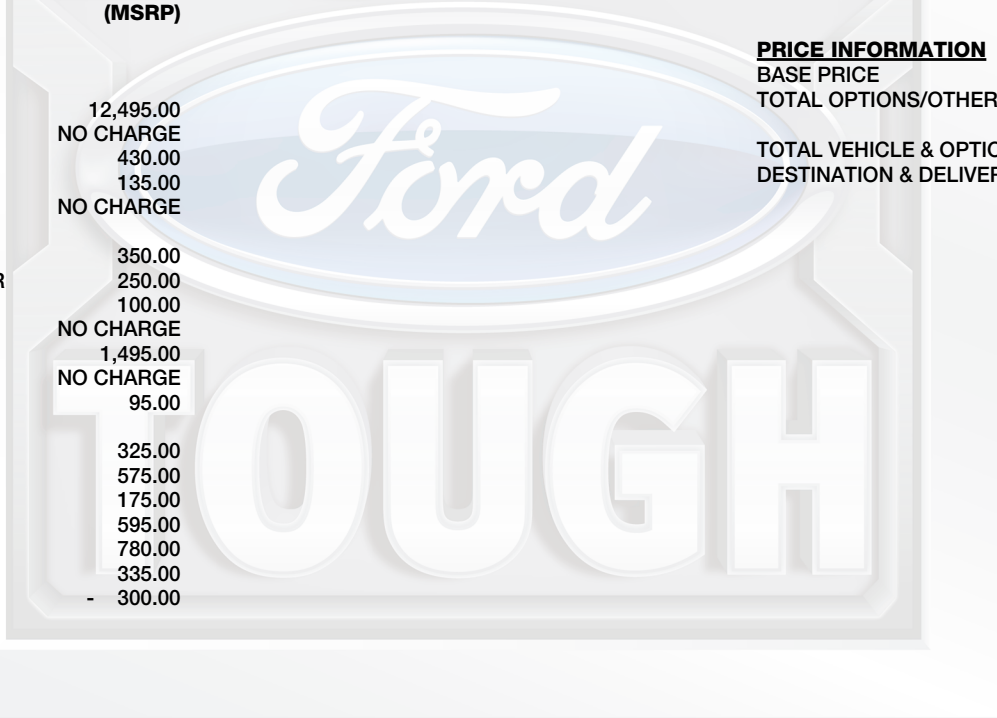 (MSRP)
PRICE INFORMATION
BASE PRICE
TOTAL OPTIONS/OTHER
12,495.00
NO CHARGE
430.00
TOTAL VEHICLE & OPTIO
135.00
DESTINATION & DELIVER
NO CHARGE
350.00
R 250.00
100.00
NO CHARGE
1,495.00
NO CHARGE
95.00
325.00
575.00
175.00
595.00
780.00
335.00
- 300.00
Ford
TOUGH